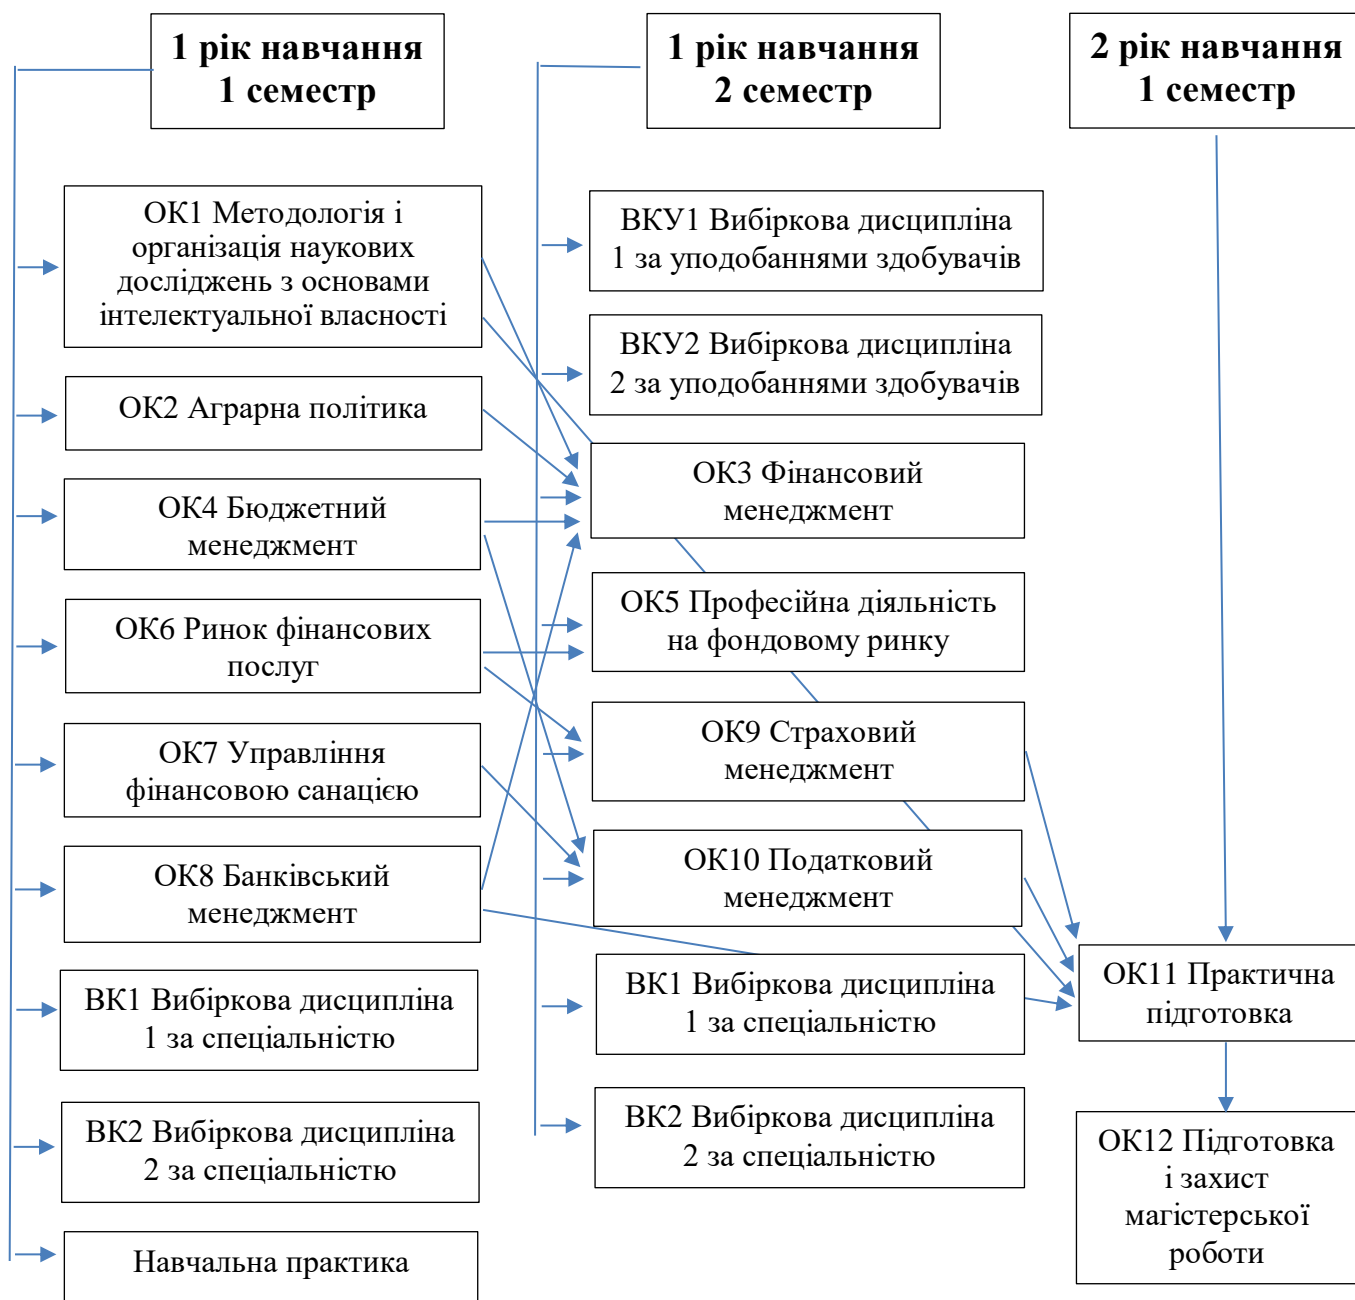 1 рік навчання
1 семестр
ОК1 Методологія і
організація наукових
досліджень з основами
інтелектуальної власності
ОК2 Аграрна політика
ОК4 Бюджетний
менеджмент
ОК6 Ринок фінансових
послуг
ОК7 Управління
фінансовою санацією
ОК8 Банківський
менеджмент
ВК1 Вибіркова дисципліна
1 за спеціальністю
ВК2 Вибіркова дисципліна
2 за спеціальністю
Навчальна практика
1 рік навчання
2 семестр
ВКУ1 Вибіркова дисципліна
1 за уподобаннями здобувачів
ВКУ2 Вибіркова дисципліна
2 за уподобаннями здобувачів
ОК3 Фінансовий
менеджмент
ОК5 Професійна діяльність
на фондовому ринку
ОК9 Страховий
менеджмент
ОК10 Податковий
менеджмент
ВК1 Вибіркова дисципліна
1 за спеціальністю
ВК2 Вибіркова дисципліна
2 за спеціальністю
2 рік навчання
1 семестр
ОК11 Практична
підготовка
ОК12 Підготовка
і захист
магістерської
роботи